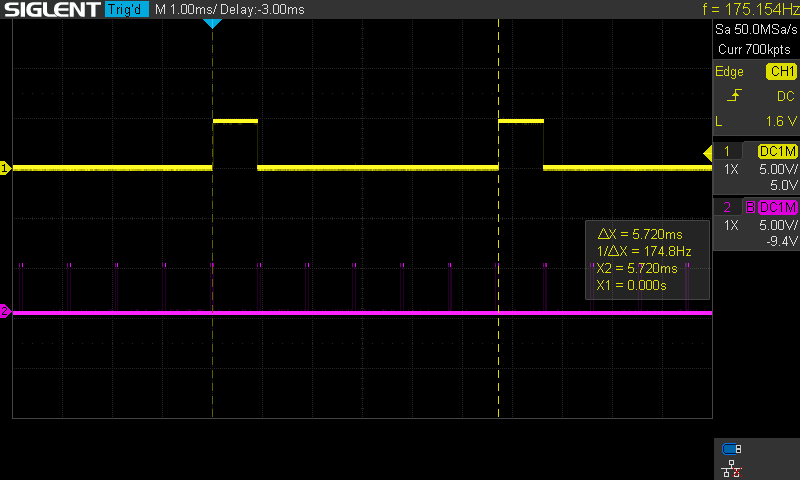 SIGLENT Trig'd M 1.00ms/ Delay:-3.00ms f = 175.154Hz
Sa 50.0MSa/s
Curr 700kpts
Edge CH1
DC
L 1.6 V
1 DC1M
1X 5.00V/
5.0V
2 B DC1M
1X 5.00V/
-9.4V
1
2
△X = 5.720ms
1/△X = 174.8Hz
X2 = 5.720ms
X1 = 0.000s